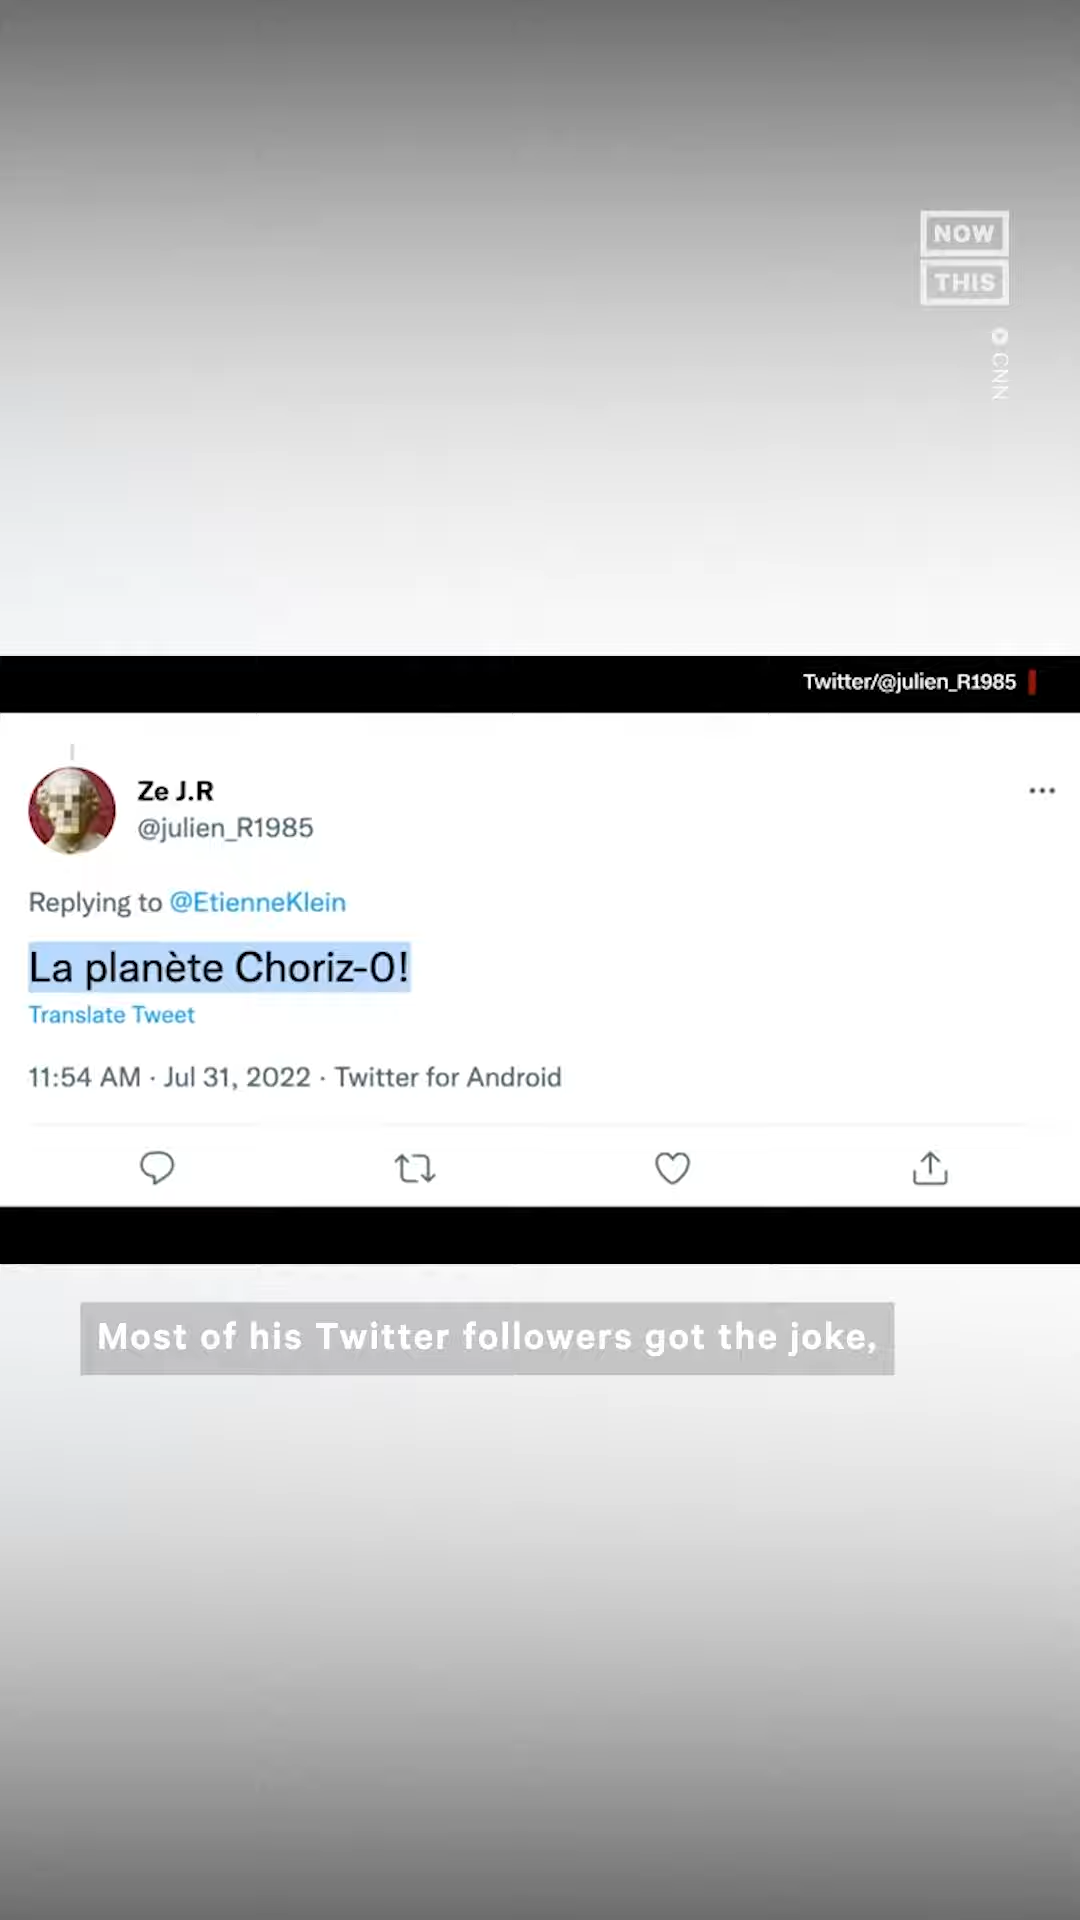 NOW
THIS
CNN
Twitter/@julien_R1985
Ze J.R
@julien_R1985
Replying to @EtienneKlein
La planète Choriz-0!
Translate Tweet
11:54 AM · Jul 31, 2022 · Twitter for Android
Most of his Twitter followers got the joke,